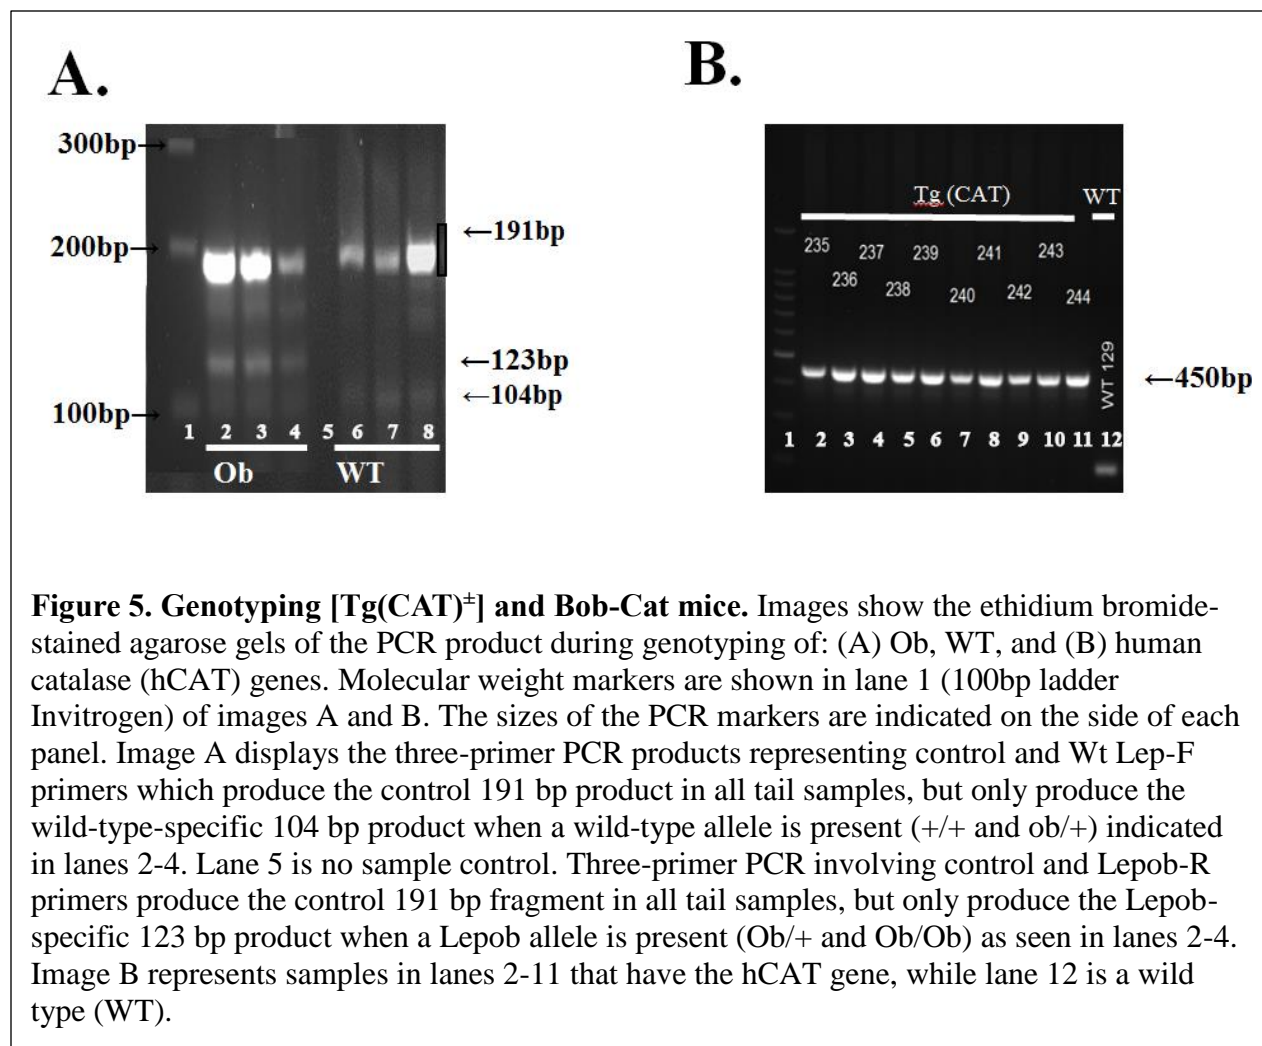 A.
B.
300bp→
200bp→
100bp→
←191bp
←123bp
←104bp
1 2 3 4 5 6 7 8
Ob WT
Tg (CAT) WT
235 237 239 241 243
236 238 240 242 244
WT 129
←450bp
1 2 3 4 5 6 7 8 9 10 11 12
Figure 5. Genotyping [Tg(CAT)±] and Bob-Cat mice. Images show the ethidium bromide-
stained agarose gels of the PCR product during genotyping of: (A) Ob, WT, and (B) human
catalase (hCAT) genes. Molecular weight markers are shown in lane 1 (100bp ladder
Invitrogen) of images A and B. The sizes of the PCR markers are indicated on the side of each
panel. Image A displays the three-primer PCR products representing control and Wt Lep-F
primers which produce the control 191 bp product in all tail samples, but only produce the
wild-type-specific 104 bp product when a wild-type allele is present (+/+ and ob/+) indicated
in lanes 2-4. Lane 5 is no sample control. Three-primer PCR involving control and Lepob-R
primers produce the control 191 bp fragment in all tail samples, but only produce the Lepob-
specific 123 bp product when a Lepob allele is present (Ob/+ and Ob/Ob) as seen in lanes 2-4.
Image B represents samples in lanes 2-11 that have the hCAT gene, while lane 12 is a wild
type (WT).